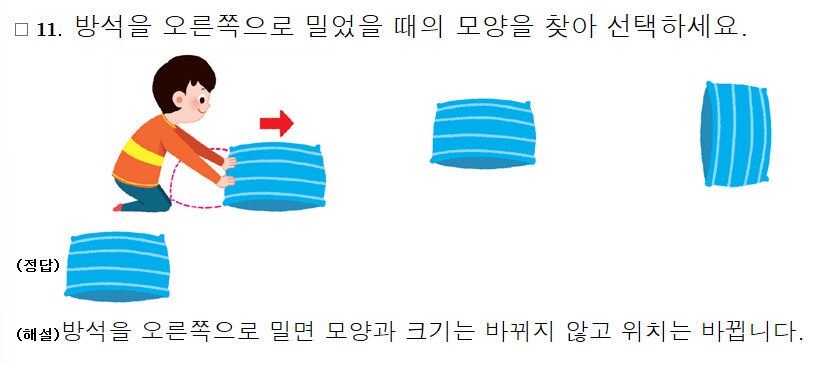 □ 11. 방석을 오른쪽으로 밀었을 때의 모양을 찾아 선택하세요.
(정답)
(해설)방석을 오른쪽으로 밀면 모양과 크기는 바뀌지 않고 위치는 바뀝니다.